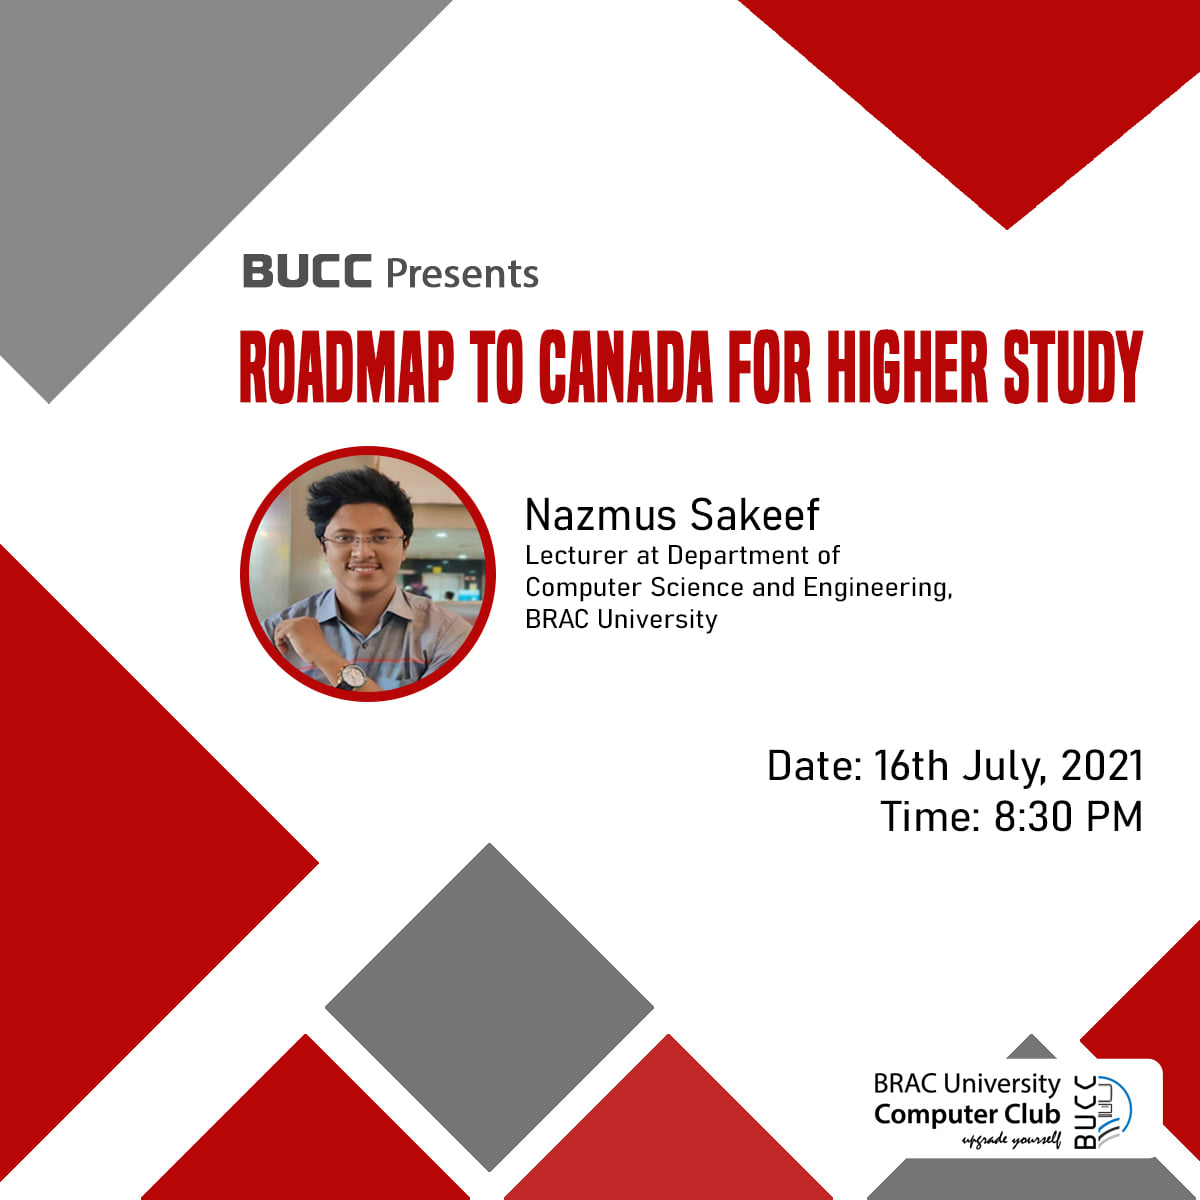 BUCC Presents
ROADMAP TO CANADA FOR HIGHER STUDY
Nazmus Sakeef
Lecturer at Department of
Computer Science and Engineering,
BRAC University
Date: 16th July, 2021
Time: 8:30 PM
BRAC University
Computer Club
upgrade yourself
BUCC